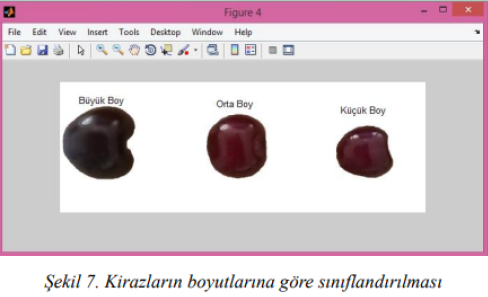 Figure 4
File Edit View Insert Tools Desktop Window Help
Büyük Boy
Orta Boy
Küçük Boy
Şekil 7. Kirazların boyutlarına göre sınıflandırılması